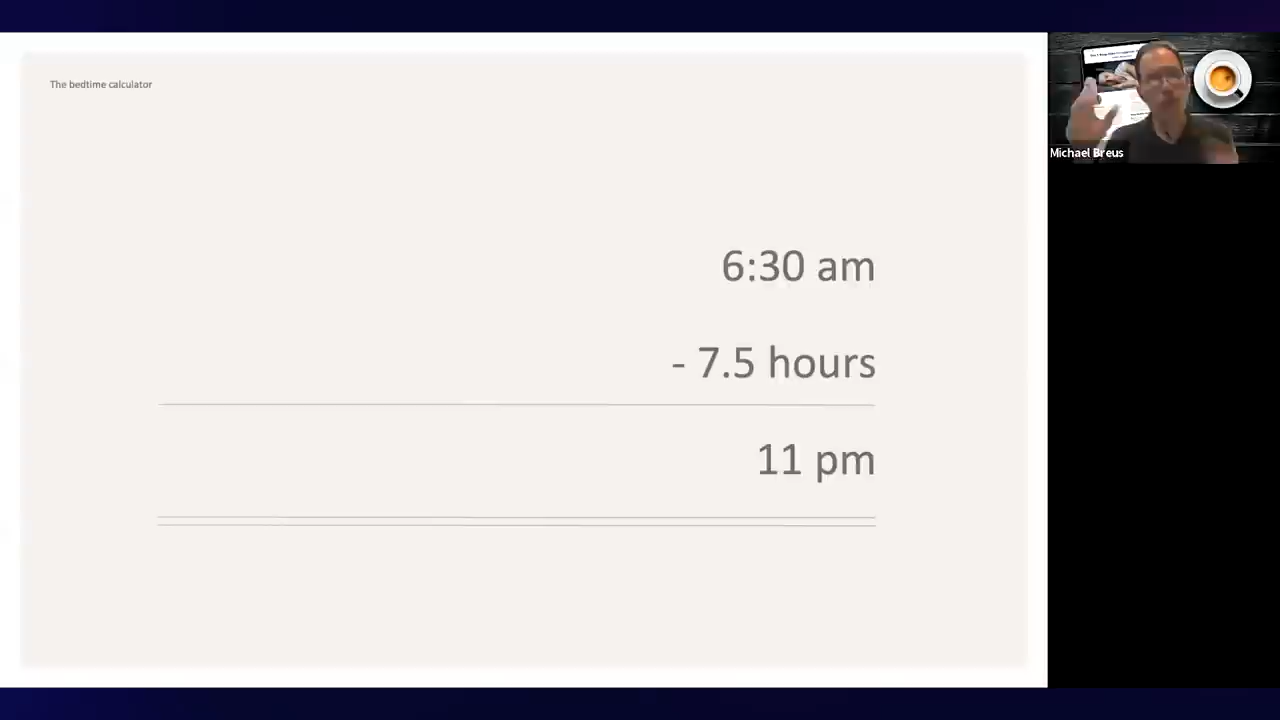 The bedtime calculator
6:30 am
- 7.5 hours
11 pm
Michael Breus